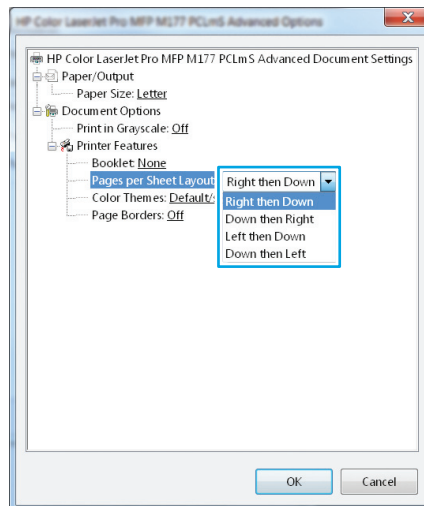 HP Color LaserJet Pro MFP M177 PCLmS Advanced Options
HP Color LaserJet Pro MFP M177 PCLmS Advanced Document Settings
Paper/Output
Paper Size: Letter
Document Options
Print in Grayscale: Off
Printer Features
Booklet: None
Pages per Sheet Layout Right then Down
Color Themes: Default/ Right then Down
Page Borders: Off Down then Right
Left then Down
Down then Left
OK Cancel